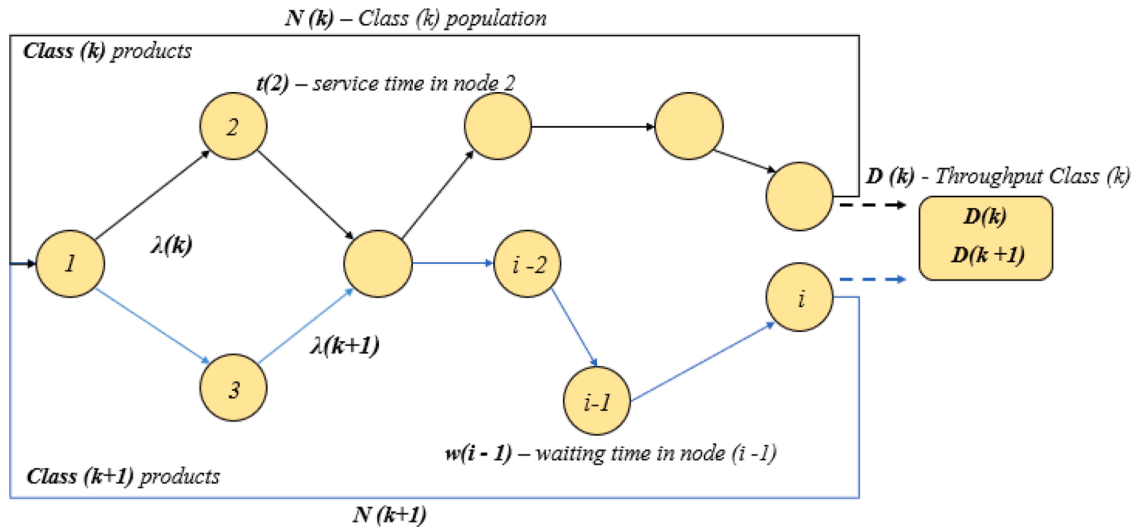 N (k) – Class (k) population
Class (k) products
t(2) – service time in node 2
2
D (k) - Throughput Class (k)
D(k)
D(k +1)
λ(k)
1
i -2
i
λ(k+1)
3
i-1
w(i - 1) – waiting time in node (i -1)
Class (k+1) products
N (k+1)